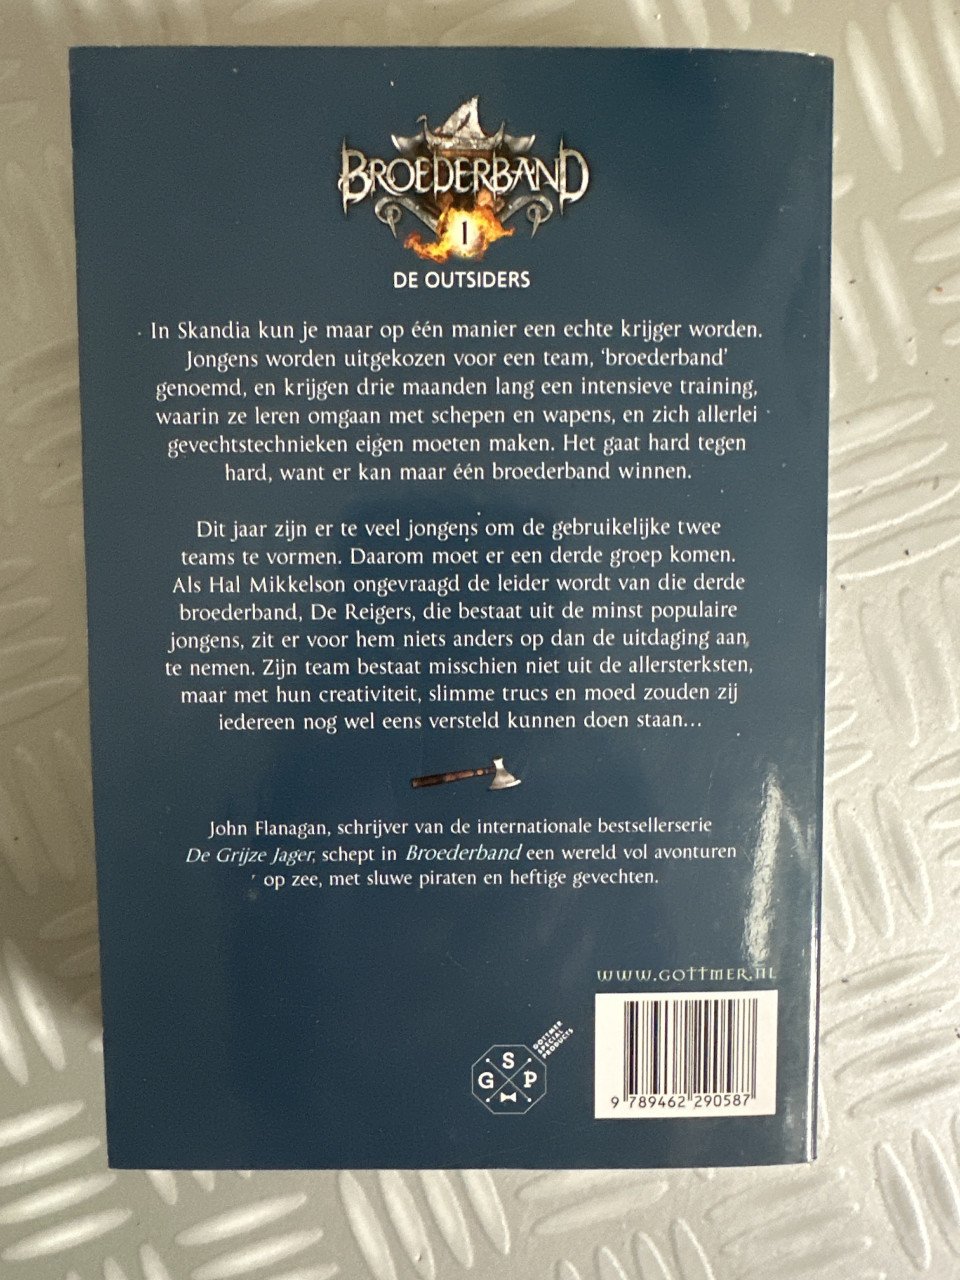 BROEDERBAND
1
DE OUTSIDERS
In Skandia kun je maar op één manier een echte krijger worden.
Jongens worden uitgekozen voor een team, ‘broederband’
genoemd, en krijgen drie maanden lang een intensieve training,
waarin ze leren omgaan met schepen en wapens, en zich allerlei
gevechtstechnieken eigen moeten maken. Het gaat hard tegen
hard, want er kan maar één broederband winnen.
Dit jaar zijn er te veel jongens om de gebruikelijke twee
teams te vormen. Daarom moet er een derde groep komen.
Als Hal Mikkelson ongevraagd de leider wordt van die derde
broederband, De Reigers, die bestaat uit de minst populaire
jongens, zit er voor hem niets anders op dan de uitdaging aan
te nemen. Zijn team bestaat misschien niet uit de allersterksten,
maar met hun creativiteit, slimme trucs en moed zouden zij
iedereen nog wel eens versteld kunnen doen staan...
John Flanagan, schrijver van de internationale bestsellerserie
De Grijze Jager, schept in Broederband een wereld vol avonturen
op zee, met sluwe piraten en heftige gevechten.
WWW.GOTTMER.NL
GOTTMER
SPECIAL
PRODUCTS
S
G P
9 789462 290587